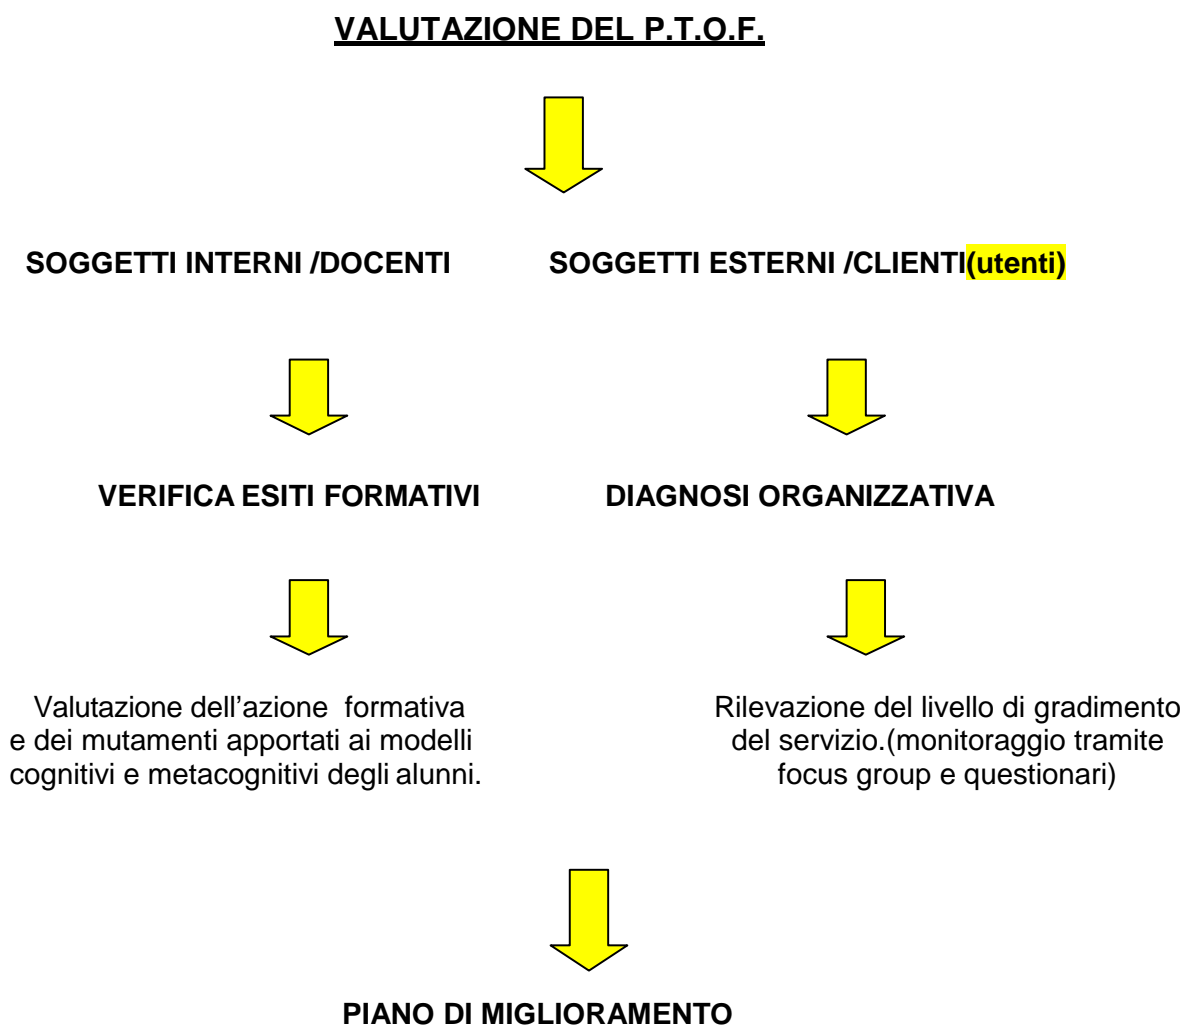 VALUTAZIONE DEL P.T.O.F.
SOGGETTI INTERNI /DOCENTI
SOGGETTI ESTERNI /CLIENTI(utenti)
VERIFICA ESITI FORMATIVI
DIAGNOSI ORGANIZZATIVA
Valutazione dell’azione  formativa
e dei mutamenti apportati ai modelli
cognitivi e metacognitivi degli alunni.
Rilevazione del livello di gradimento
del servizio.(monitoraggio tramite
focus group e questionari)
PIANO DI MIGLIORAMENTO